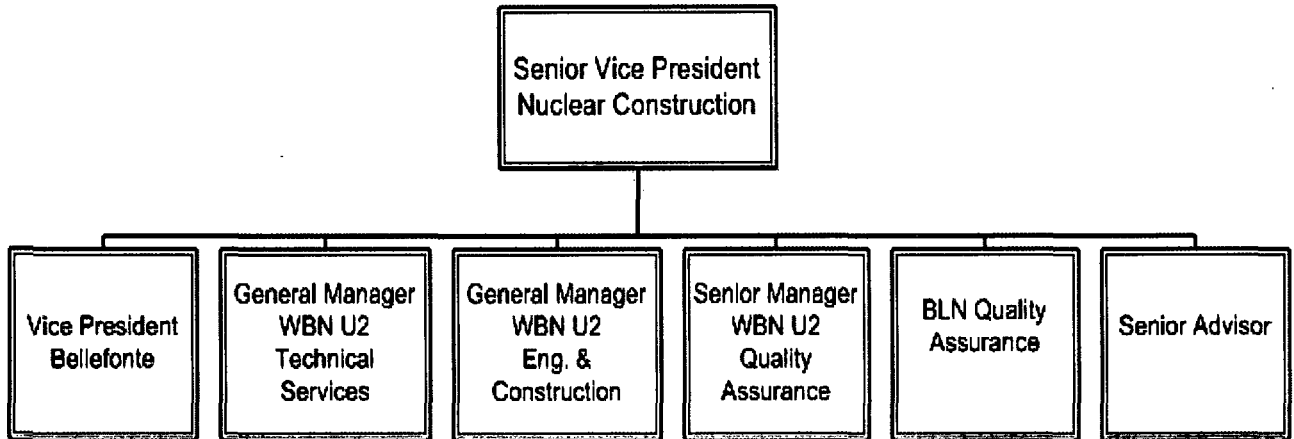 Senior Vice President
Nuclear Construction
Vice President
Bellefonte
General Manager
WBN U2
Technical
Services
General Manager
WBN U2
Eng. &
Construction
Senior Manager
WBN U2
Quality
Assurance
BLN Quality
Assurance
Senior Advisor